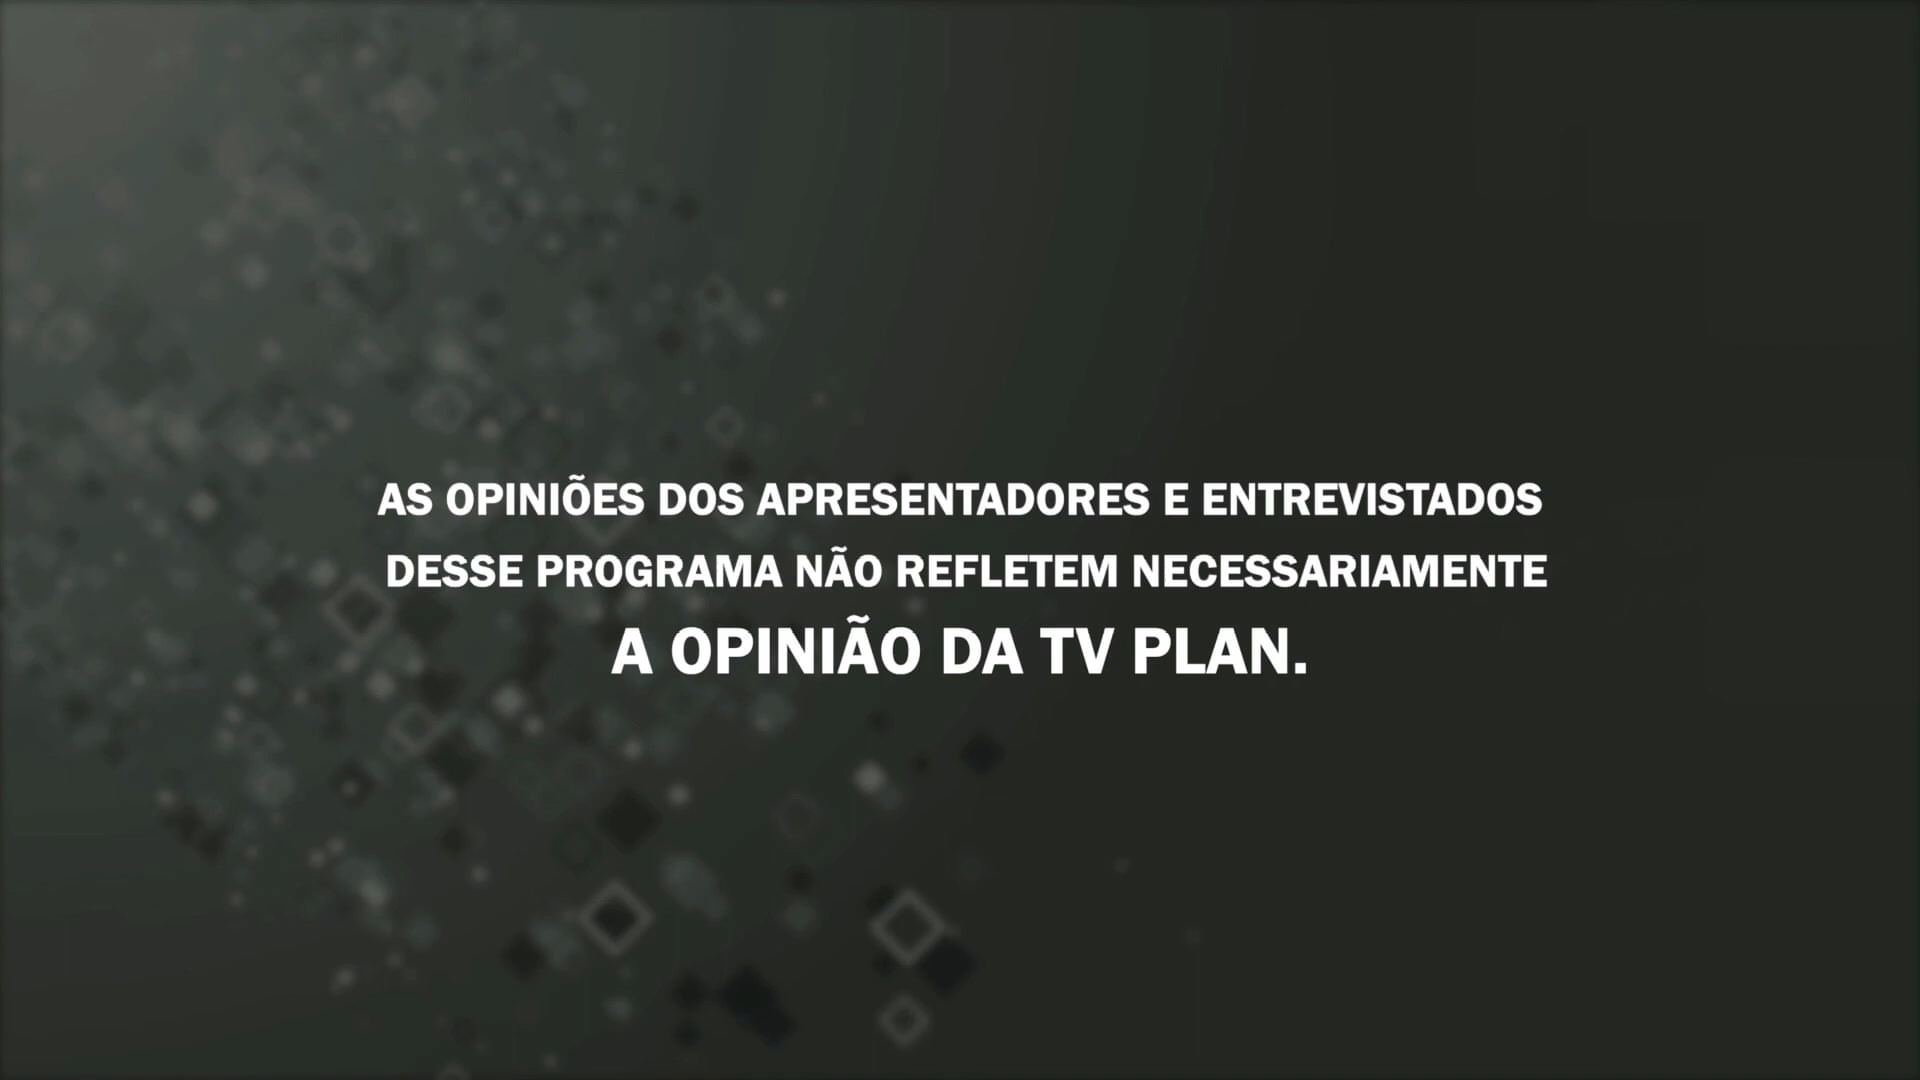 AS OPINIÕES DOS APRESENTADORES E ENTREVISTADOS
DESSE PROGRAMA NÃO REFLETEM NECESSARIAMENTE
A OPINIÃO DA TV PLAN.